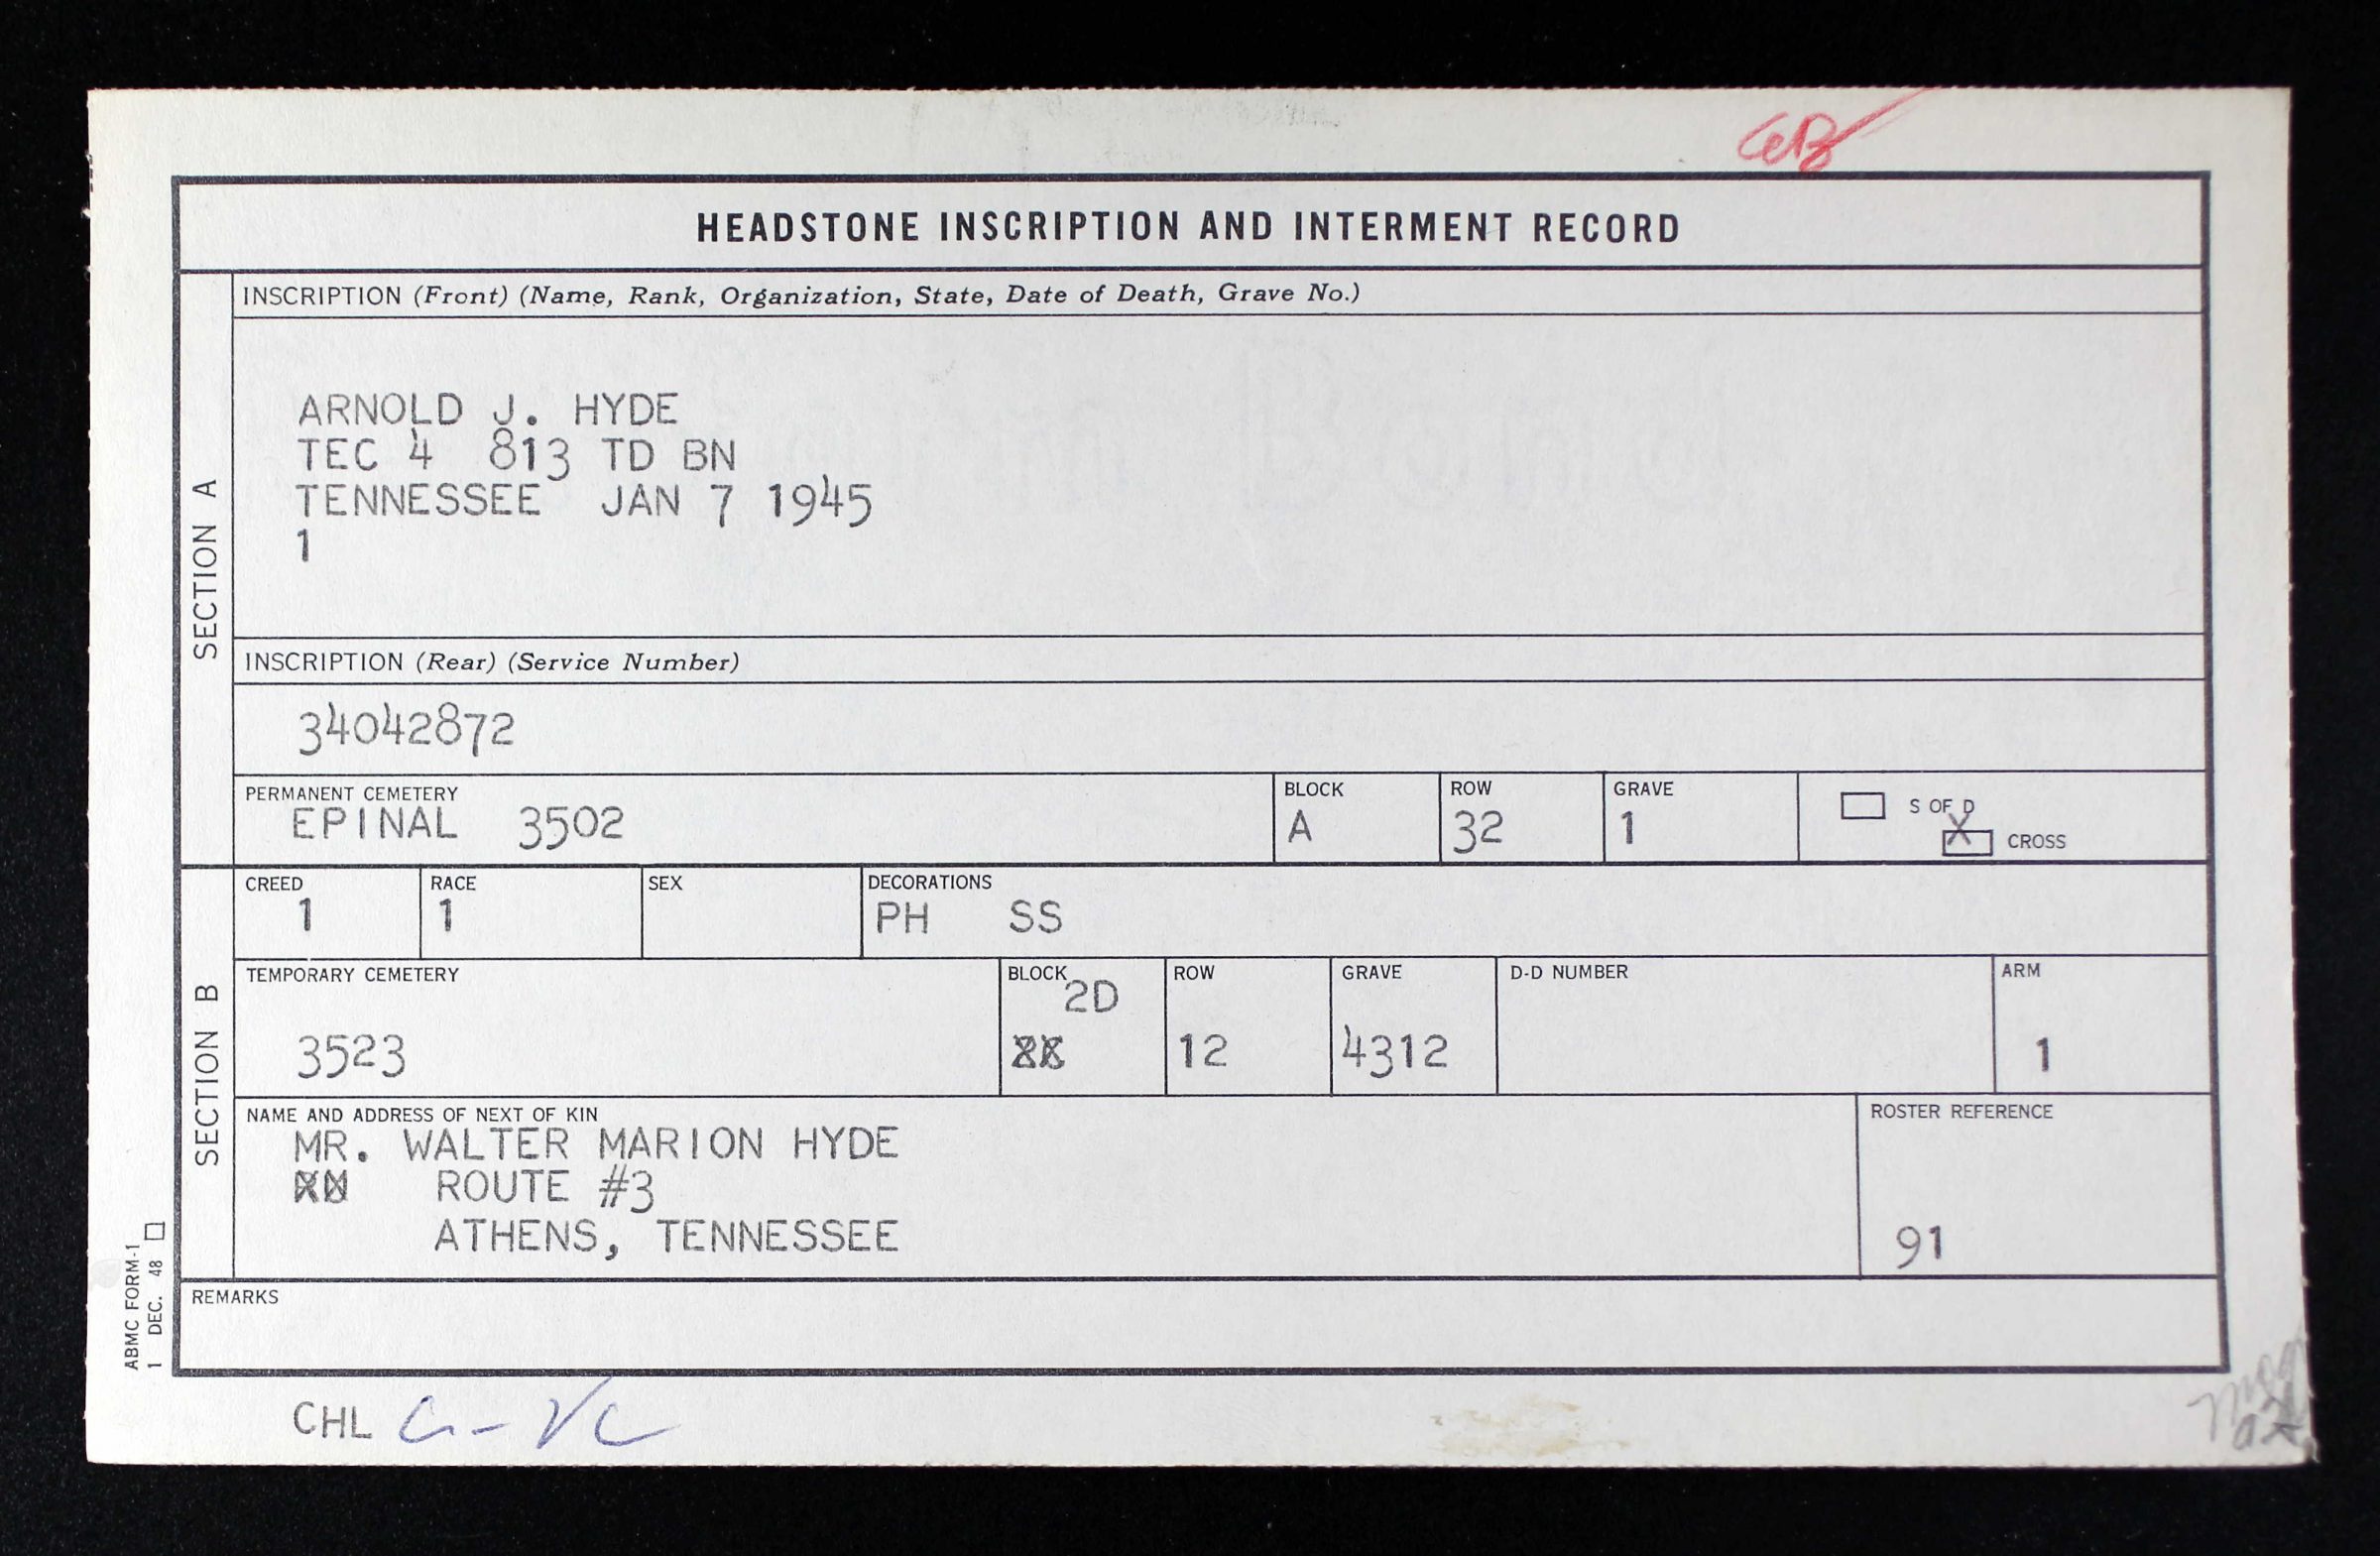 HEADSTONE INSCRIPTION AND INTERMENT RECORD
SECTION A
INSCRIPTION (Front) (Name, Rank, Organization, State, Date of Death, Grave No.)
ARNOLD J. HYDE
TEC 4 813 TD BN
TENNESSEE JAN 7 1945
1
INSCRIPTION (Rear) (Service Number)
34042872
PERMANENT CEMETERY
EPINAL 3502
BLOCK
A
ROW
32
GRAVE
1
S OF D
X CROSS
SECTION B
CREED
1
RACE
1
SEX
DECORATIONS
PH SS
TEMPORARY CEMETERY
3523
BLOCK
2D
ROW
12
GRAVE
4312
D-D NUMBER
ARM
1
NAME AND ADDRESS OF NEXT OF KIN
MR. WALTER MARION HYDE
ROUTE #3
ATHENS, TENNESSEE
ROSTER REFERENCE
91
REMARKS
ABMC FORM-1
1 DEC. 48
CHL